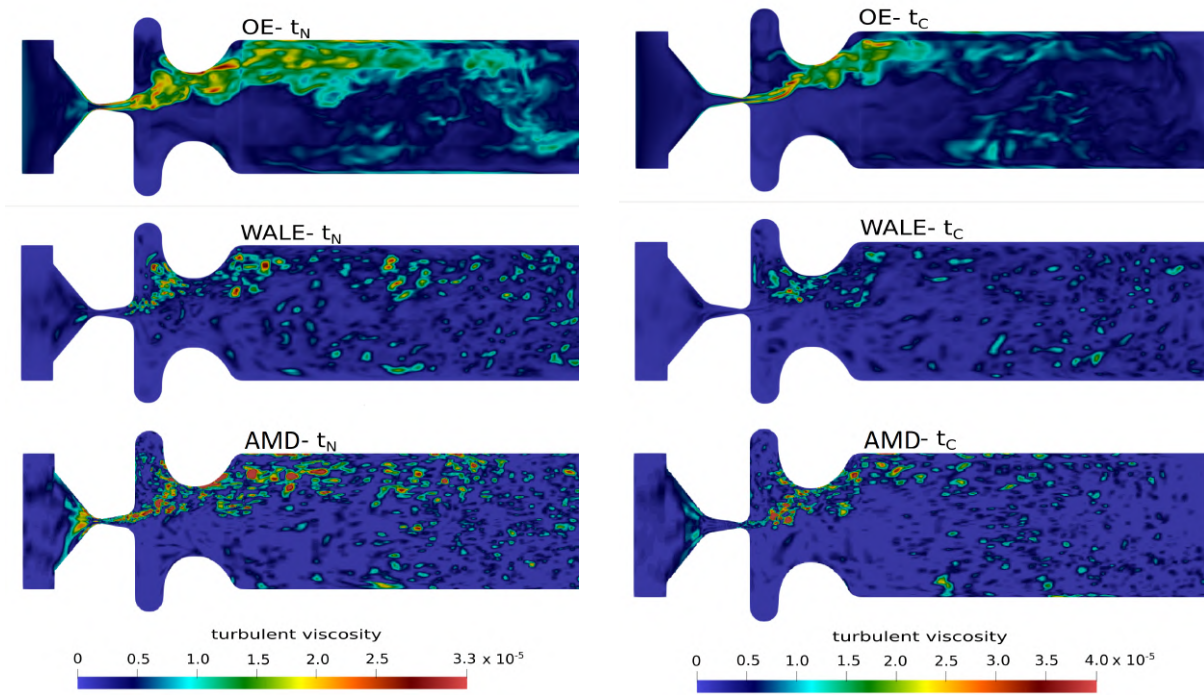 OE- t_N
OE- t_C
WALE- t_N
WALE- t_C
AMD- t_N
AMD- t_C
turbulent viscosity
0 0.5 1.0 1.5 2.0 2.5 3.3 x 10⁻⁵
turbulent viscosity
0 0.5 1.0 1.5 2.0 2.5 3.0 3.5 4.0 x 10⁻⁵